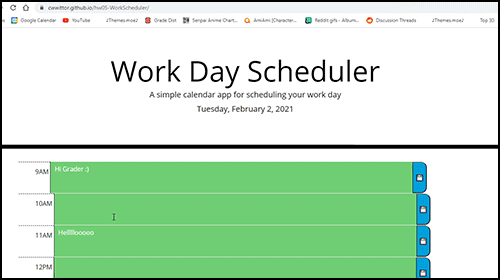 cwwittor.github.io/hw05-WorkScheduler/
Google Calendar
YouTube
JThemes.moez
Grade Dist
Senpai Anime Charact...
AmiAmi (Character...
Reddit gifs - Album...
Discussion Threads
JThemes.moez
Top 30
Work Day Scheduler
A simple calendar app for scheduling your work day
Tuesday, February 2, 2021
9AM
Hi Grader :)
10AM
11AM
Hellllloooo
12PM